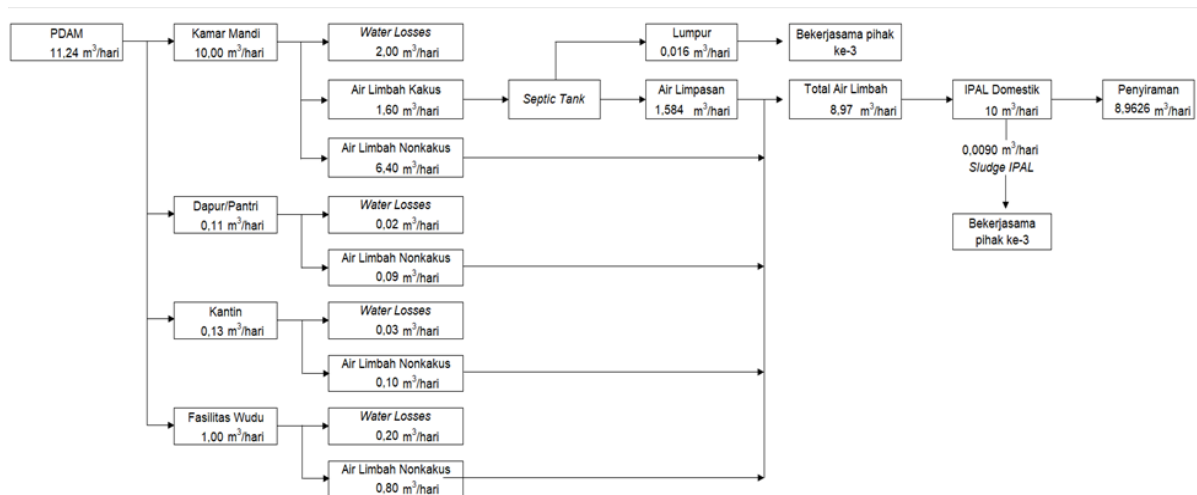 PDAM
11,24 m³/hari
Kamar Mandi
10,00 m³/hari
Water Losses
2,00 m³/hari
Air Limbah Kakus
1,60 m³/hari
Septic Tank
Lumpur
0,016 m³/hari
Bekerjasama pihak
ke-3
Air Limpasan
1,584 m³/hari
Total Air Limbah
8,97 m³/hari
IPAL Domestik
10 m³/hari
Penyiraman
8,9626 m³/hari
0,0090 m³/hari
Sludge IPAL
Bekerjasama
pihak ke-3
Air Limbah Nonkakus
6,40 m³/hari
Dapur/Pantri
0,11 m³/hari
Water Losses
0,02 m³/hari
Air Limbah Nonkakus
0,09 m³/hari
Kantin
0,13 m³/hari
Water Losses
0,03 m³/hari
Air Limbah Nonkakus
0,10 m³/hari
Fasilitas Wudu
1,00 m³/hari
Water Losses
0,20 m³/hari
Air Limbah Nonkakus
0,80 m³/hari